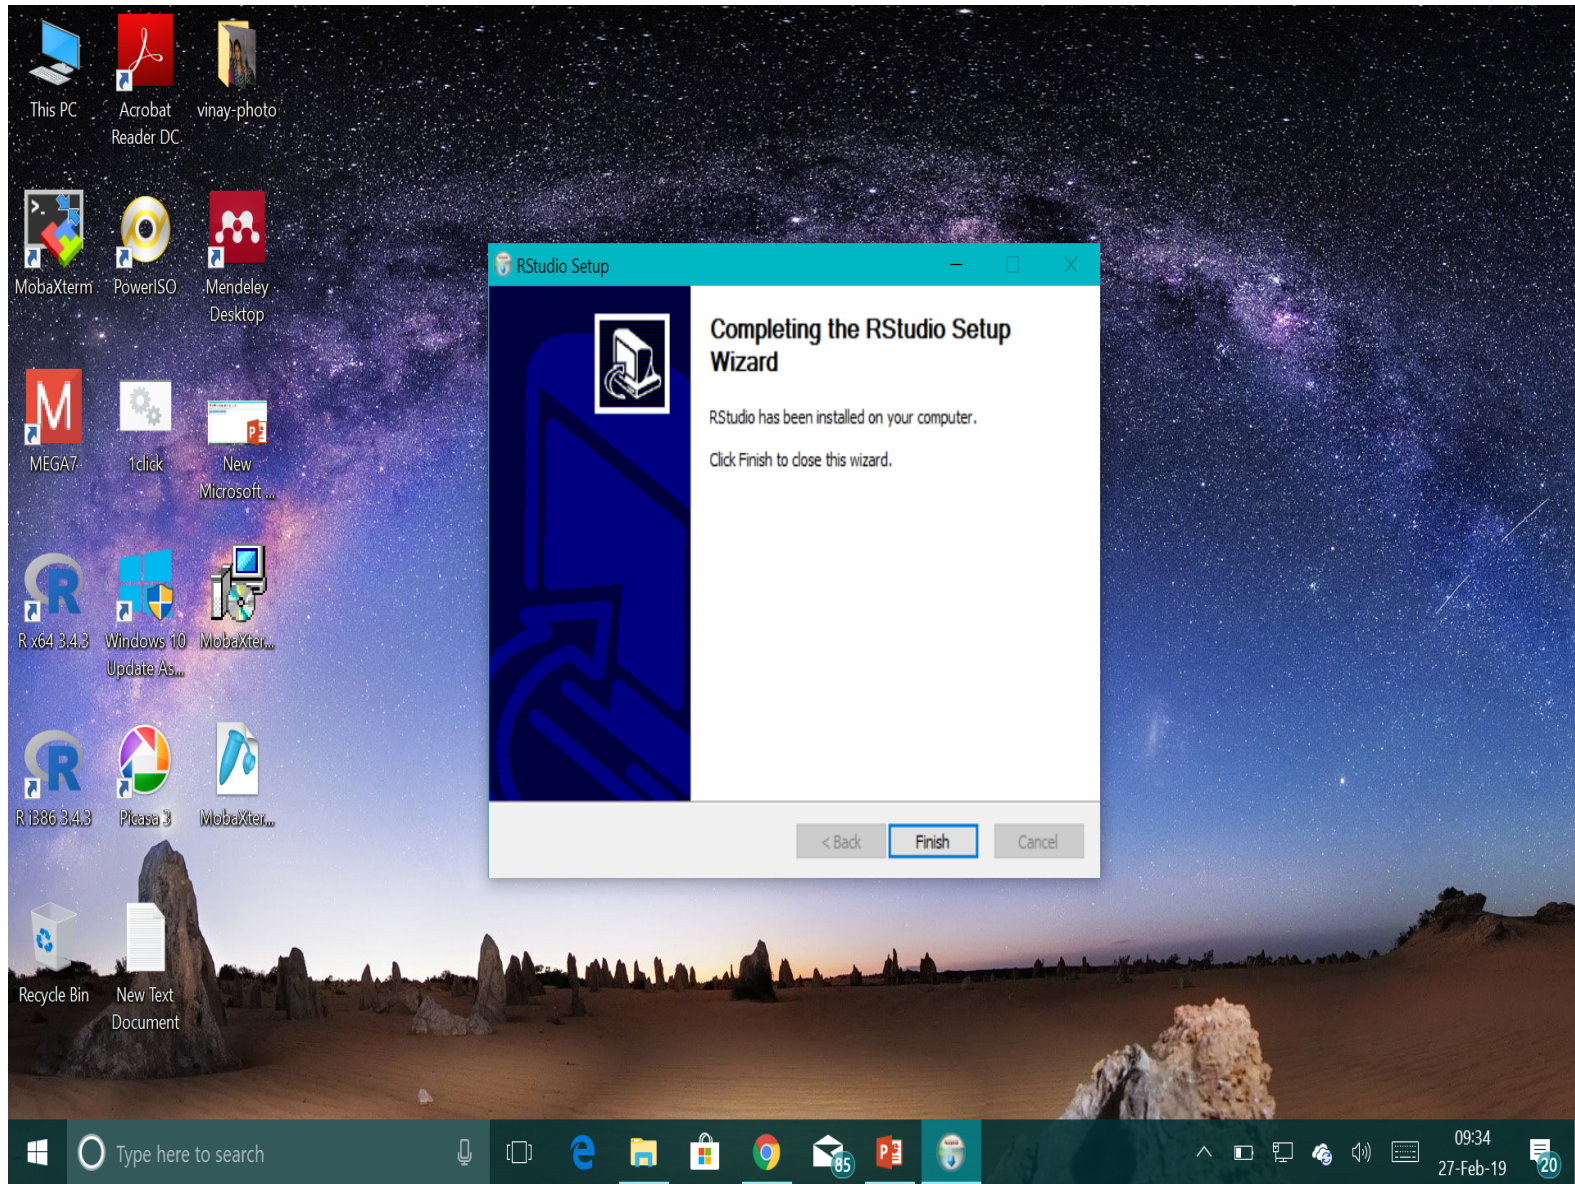 This PC
Acrobat
Reader DC
vinay-photo
MobaXterm
PowerISO
Mendeley
Desktop
MEGA7
1click
New
Microsoft ...
R x64 3.4.3
Windows 10
Update As...
MobaXter...
R i386 3.4.3
Picasa 3
MobaXter...
Recycle Bin
New Text
Document
RStudio Setup
Completing the RStudio Setup
Wizard
RStudio has been installed on your computer.
Click Finish to close this wizard.
< Back
Finish
Cancel
Type here to search
85
09:34
27-Feb-19
20